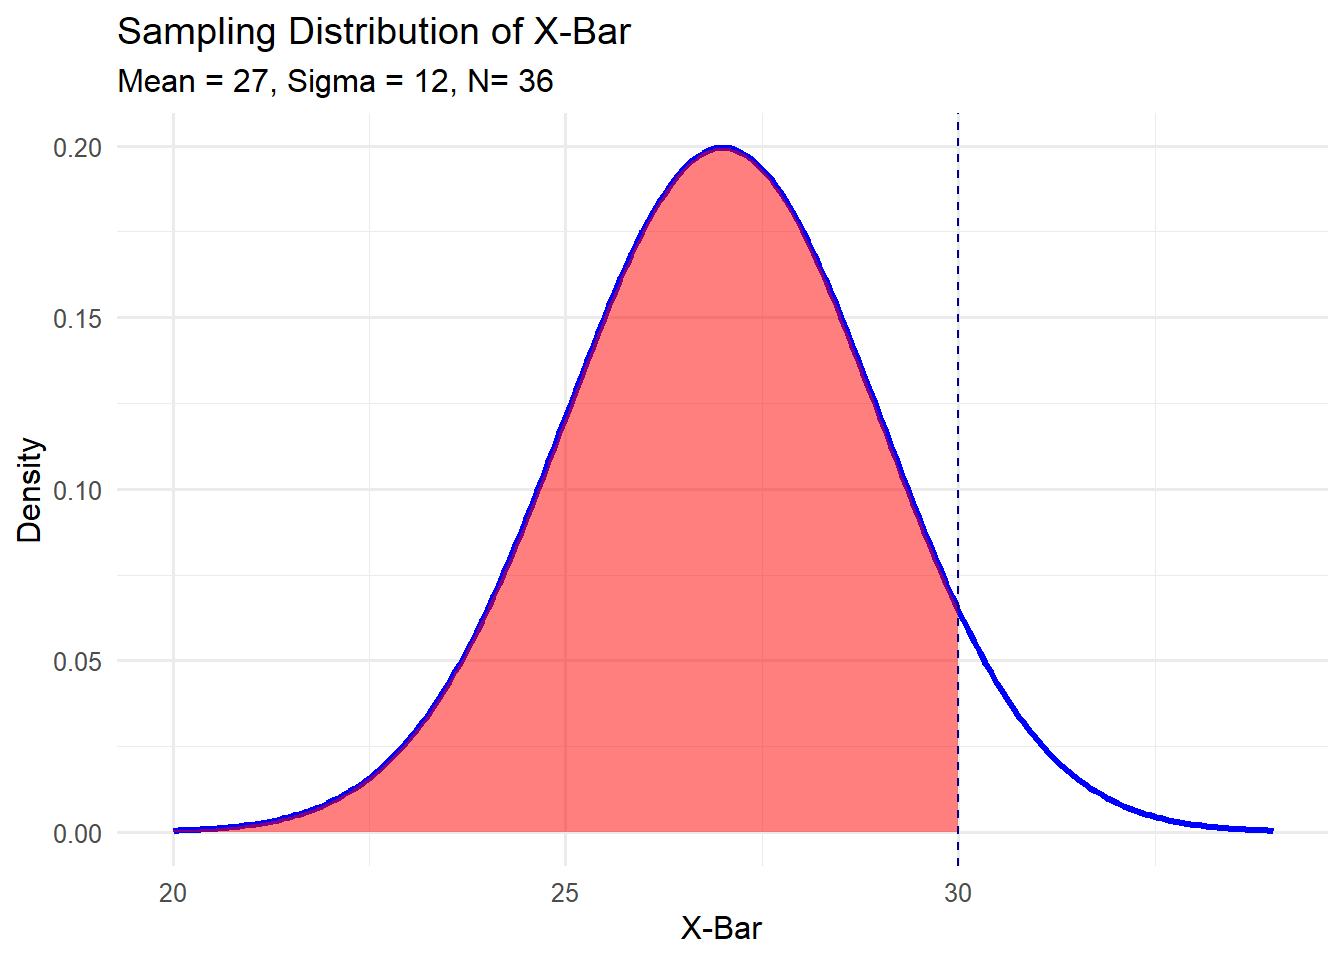 Sampling Distribution of X-Bar
Mean = 27, Sigma = 12, N= 36
0.20
0.15
0.10
0.05
0.00
Density
20 25 30
X-Bar